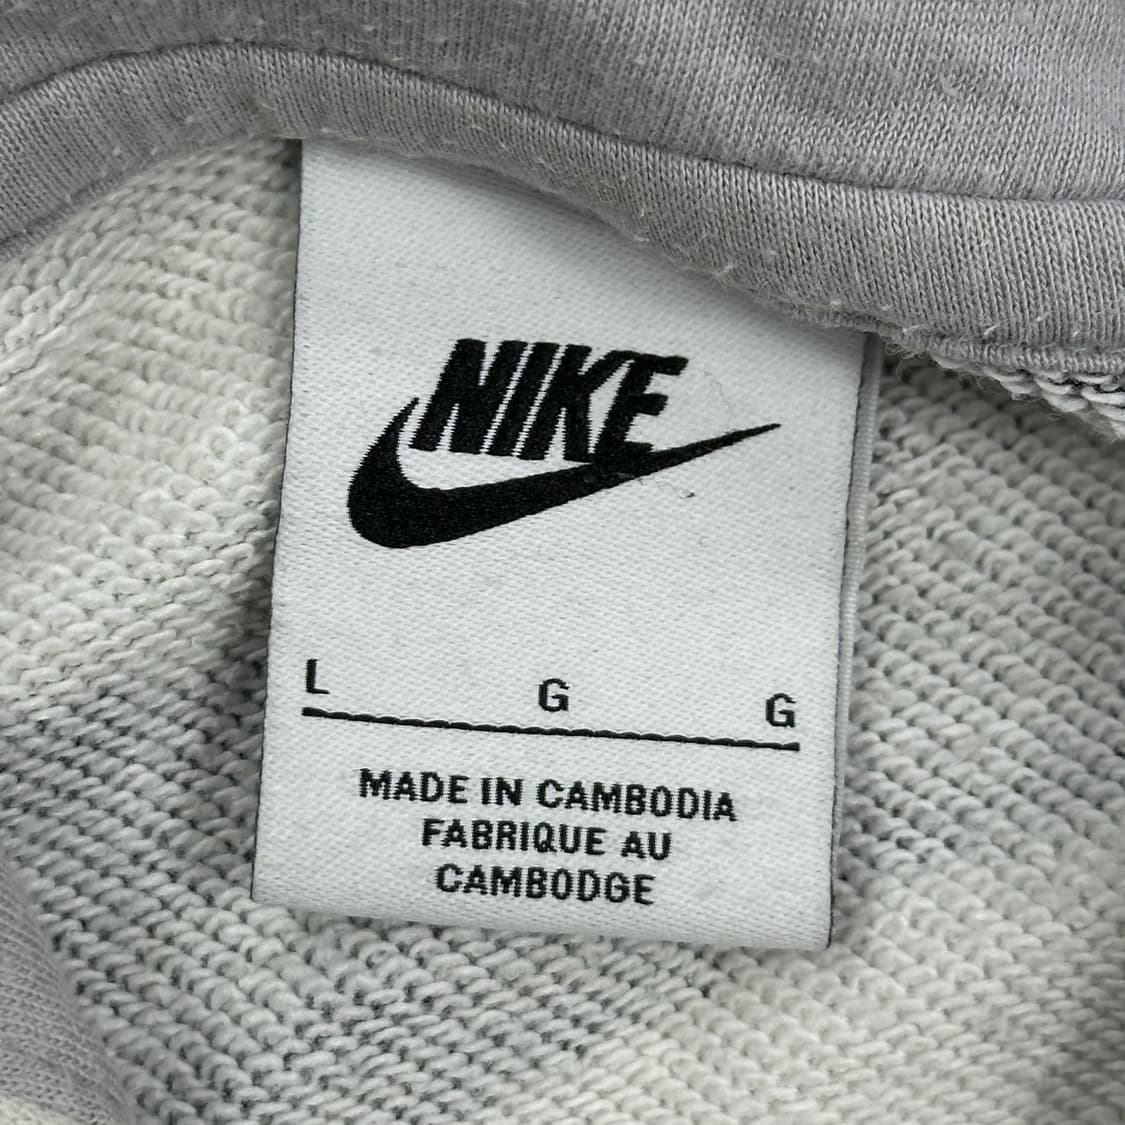 NIKE
L G G
MADE IN CAMBODIA
FABRIQUE AU
CAMBODGE